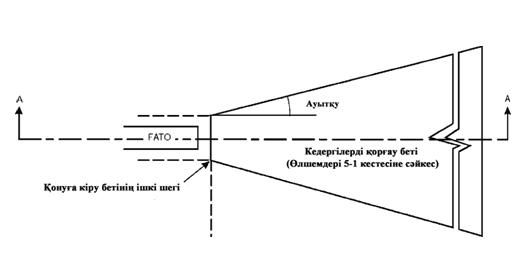 A
A
Ауытқу
FATO
Кедергілерді қорғау беті
(Өлшемдері 5-1 кестесіне сәйкес)
Қонуға кіру бетінің ішкі шегі